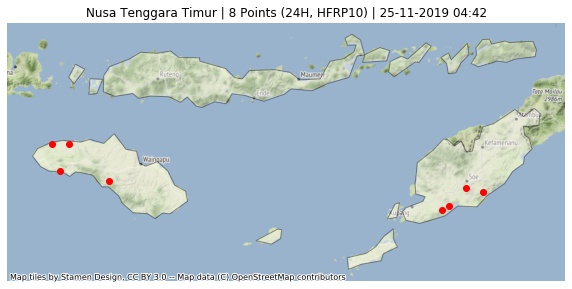 Nusa Tenggara Timur | 8 Points (24H, HFRP10) | 25-11-2019 04:42
Ruteng
Maumere
Ende
Waingapu
Kefamenanu
Soe
Kupang
Map tiles by Stamen Design, CC BY 3.0 -- Map data (C) OpenStreetMap contributors